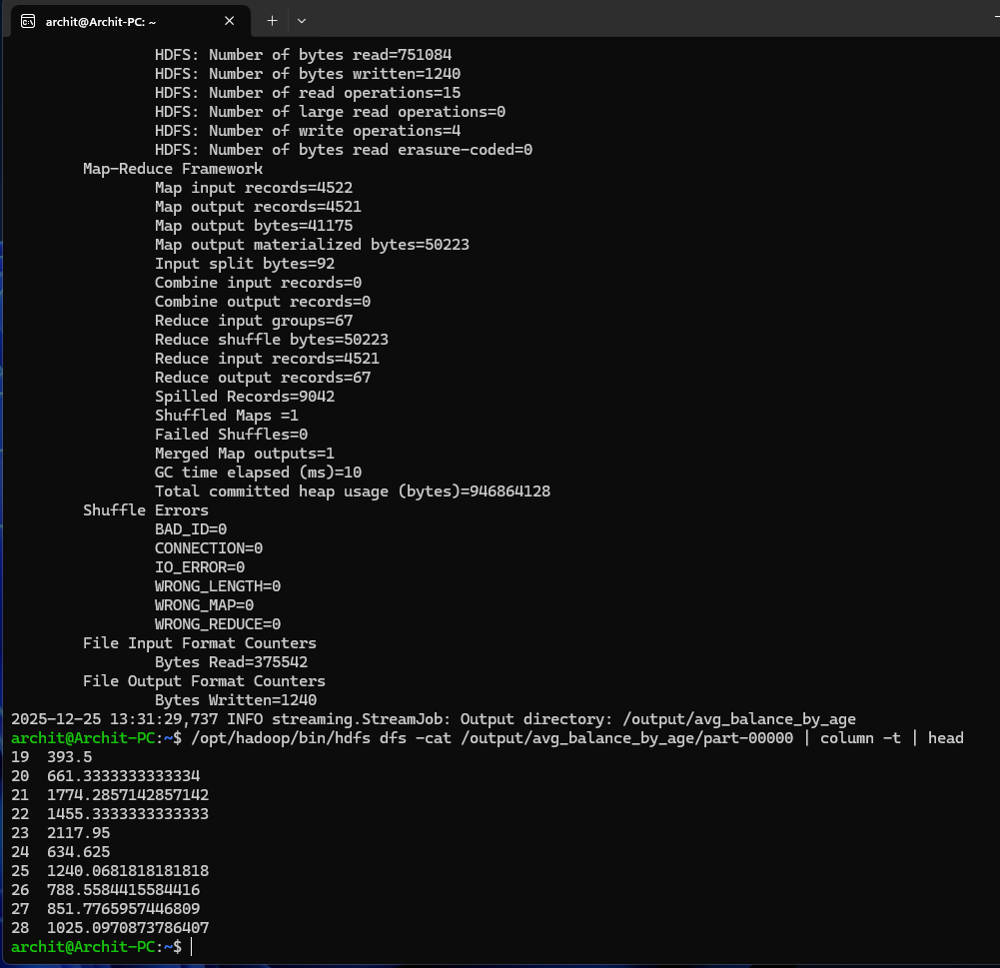 archit@Archit-PC: ~
HDFS: Number of bytes read=751084
HDFS: Number of bytes written=1240
HDFS: Number of read operations=15
HDFS: Number of large read operations=0
HDFS: Number of write operations=4
HDFS: Number of bytes read erasure-coded=0
Map-Reduce Framework
Map input records=4522
Map output records=4521
Map output bytes=41175
Map output materialized bytes=50223
Input split bytes=92
Combine input records=0
Combine output records=0
Reduce input groups=67
Reduce shuffle bytes=50223
Reduce input records=4521
Reduce output records=67
Spilled Records=9042
Shuffled Maps =1
Failed Shuffles=0
Merged Map outputs=1
GC time elapsed (ms)=10
Total committed heap usage (bytes)=946864128
Shuffle Errors
BAD_ID=0
CONNECTION=0
IO_ERROR=0
WRONG_LENGTH=0
WRONG_MAP=0
WRONG_REDUCE=0
File Input Format Counters
Bytes Read=375542
File Output Format Counters
Bytes Written=1240
2025-12-25 13:31:29,737 INFO streaming.StreamJob: Output directory: /output/avg_balance_by_age
archit@Archit-PC:~$ /opt/hadoop/bin/hdfs dfs -cat /output/avg_balance_by_age/part-00000 | column -t | head
19  393.5
20  661.3333333333334
21  1774.2857142857142
22  1455.3333333333333
23  2117.95
24  634.625
25  1240.0681818181818
26  788.5584415584416
27  851.7765957446809
28  1025.0970873786407
archit@Archit-PC:~$